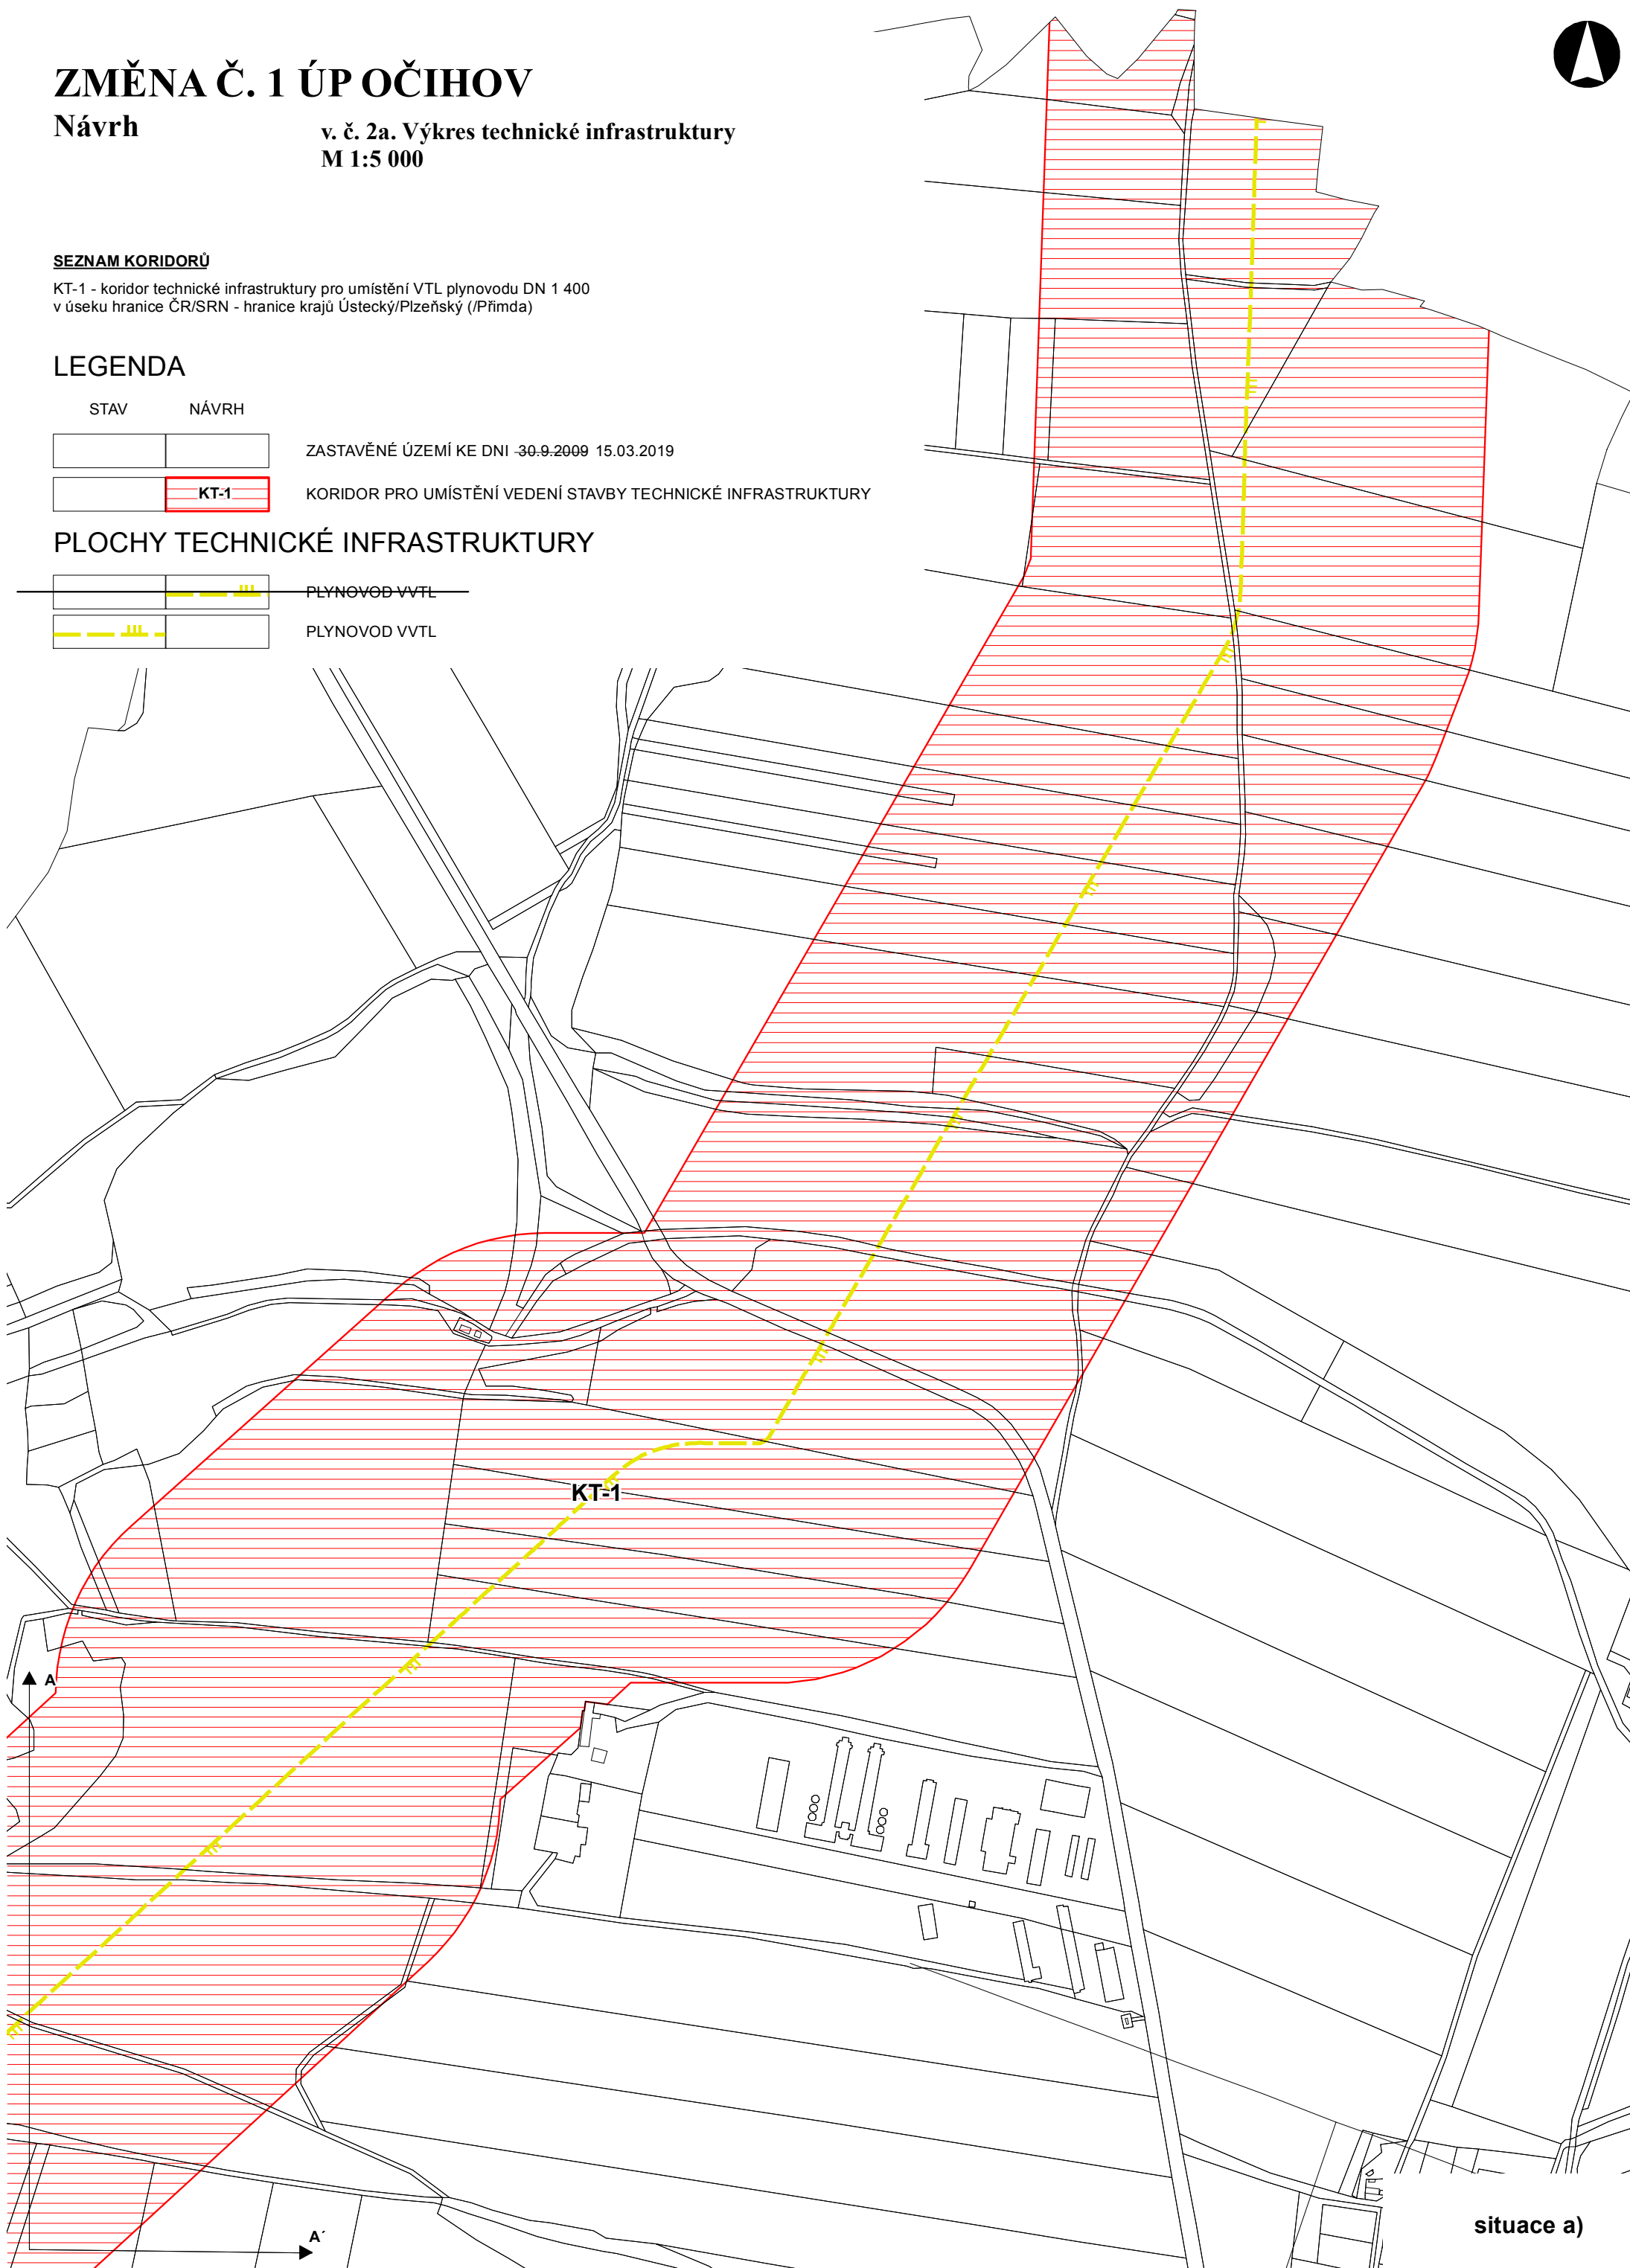 ZMĚNA Č. 1 ÚP OČIHOV
Návrh
v. č. 2a. Výkres technické infrastruktury
M 1:5 000
SEZNAM KORIDORŮ
KT-1 - koridor technické infrastruktury pro umístění VTL plynovodu DN 1 400
v úseku hranice ČR/SRN - hranice krajů Ústecký/Plzeňský (/Přimda)
LEGENDA
STAV NÁVRH
ZASTAVĚNÉ ÚZEMÍ KE DNI 30.9.2009 15.03.2019
KT-1 KORIDOR PRO UMÍSTĚNÍ VEDENÍ STAVBY TECHNICKÉ INFRASTRUKTURY
PLOCHY TECHNICKÉ INFRASTRUKTURY
PLYNOVOD VVTL
PLYNOVOD VVTL
KT-1
A
A´
situace a)